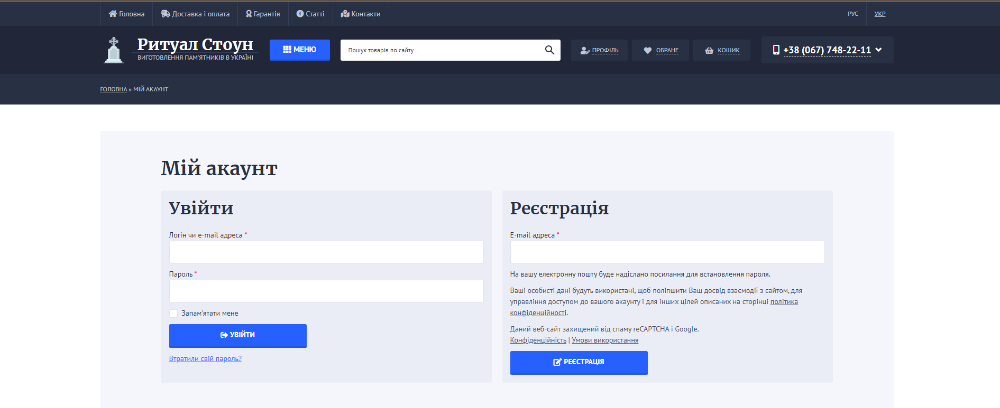 Головна
Доставка і оплата
Гарантія
Статті
Контакти
РУС
УКР
Ритуал Стоун
ВИГОТОВЛЕННЯ ПАМ'ЯТНИКІВ В УКРАЇНІ
МЕНЮ
Пошук товарів по сайту...
ПРОФІЛЬ
ОБРАНЕ
КОШИК
+38 (067) 748-22-11
ГОЛОВНА » МІЙ АКАУНТ
Мій акаунт
Увійти
Логін чи e-mail адреса *
Пароль *
Запам'ятати мене
УВІЙТИ
Втратили свій пароль?
Реєстрація
E-mail адреса *
На вашу електронну пошту буде надіслано посилання для встановлення пароля.
Ваші особисті дані будуть використані, щоб поліпшити Ваш досвід взаємодії з сайтом, для
управління доступом до вашого акаунту і для інших цілей описаних на сторінці політика
конфіденційності.
Даний веб-сайт захищений від спаму reCAPTCHA і Google.
Конфіденційність | Умови використання
РЕЄСТРАЦІЯ